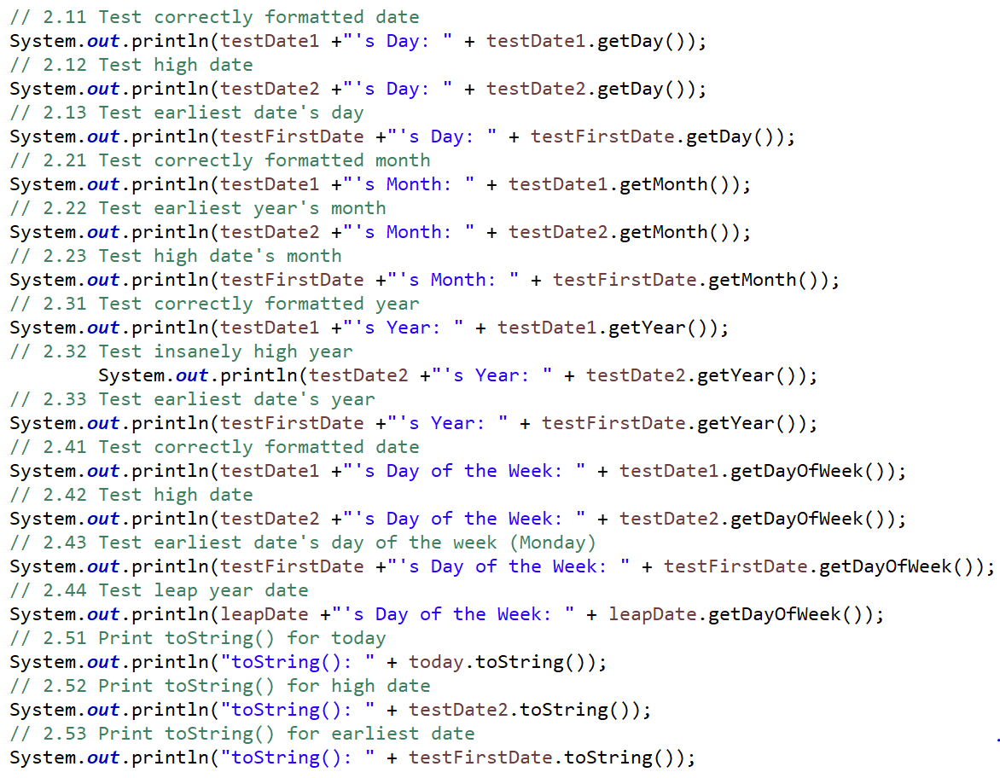 // 2.11 Test correctly formatted date
System.out.println(testDate1 +"'s Day: " + testDate1.getDay());
// 2.12 Test high date
System.out.println(testDate2 +"'s Day: " + testDate2.getDay());
// 2.13 Test earliest date's day
System.out.println(testFirstDate +"'s Day: " + testFirstDate.getDay());
// 2.21 Test correctly formatted month
System.out.println(testDate1 +"'s Month: " + testDate1.getMonth());
// 2.22 Test earliest year's month
System.out.println(testDate2 +"'s Month: " + testDate2.getMonth());
// 2.23 Test high date's month
System.out.println(testFirstDate +"'s Month: " + testFirstDate.getMonth());
// 2.31 Test correctly formatted year
System.out.println(testDate1 +"'s Year: " + testDate1.getYear());
// 2.32 Test insanely high year
        System.out.println(testDate2 +"'s Year: " + testDate2.getYear());
// 2.33 Test earliest date's year
System.out.println(testFirstDate +"'s Year: " + testFirstDate.getYear());
// 2.41 Test correctly formatted date
System.out.println(testDate1 +"'s Day of the Week: " + testDate1.getDayOfWeek());
// 2.42 Test high date
System.out.println(testDate2 +"'s Day of the Week: " + testDate2.getDayOfWeek());
// 2.43 Test earliest date's day of the week (Monday)
System.out.println(testFirstDate +"'s Day of the Week: " + testFirstDate.getDayOfWeek());
// 2.44 Test leap year date
System.out.println(leapDate +"'s Day of the Week: " + leapDate.getDayOfWeek());
// 2.51 Print toString() for today
System.out.println("toString(): " + today.toString());
// 2.52 Print toString() for high date
System.out.println("toString(): " + testDate2.toString());
// 2.53 Print toString() for earliest date
System.out.println("toString(): " + testFirstDate.toString());